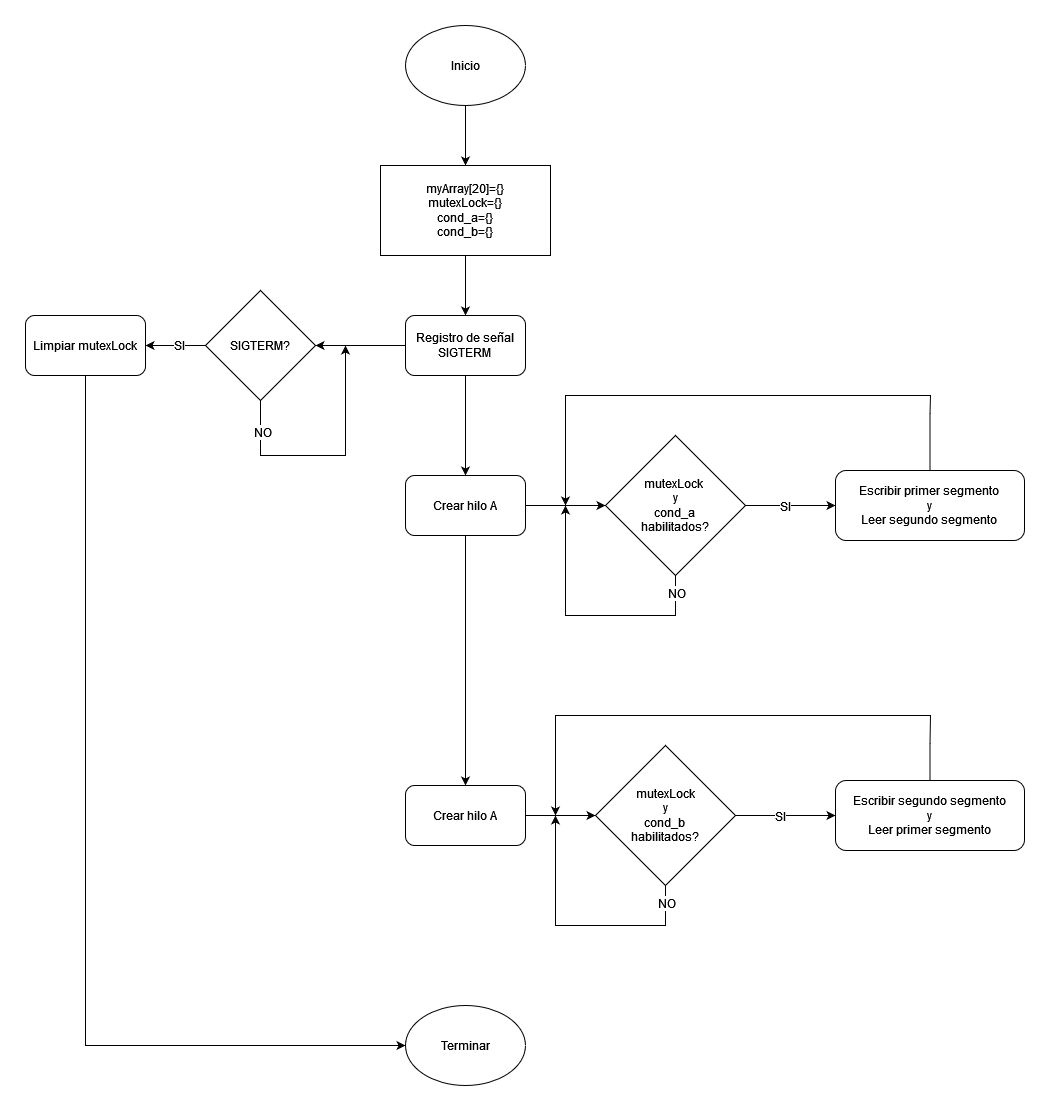 Inicio
myArray[20]={}
mutexLock={}
cond_a={}
cond_b={}
Limpiar mutexLock
SI
SIGTERM?
Registro de señal
SIGTERM
NO
Crear hilo A
mutexLock
y
cond_a
habilitados?
SI
Escribir primer segmento
y
Leer segundo segmento
NO
Crear hilo A
mutexLock
y
cond_b
habilitados?
SI
Escribir segundo segmento
y
Leer primer segmento
NO
Terminar